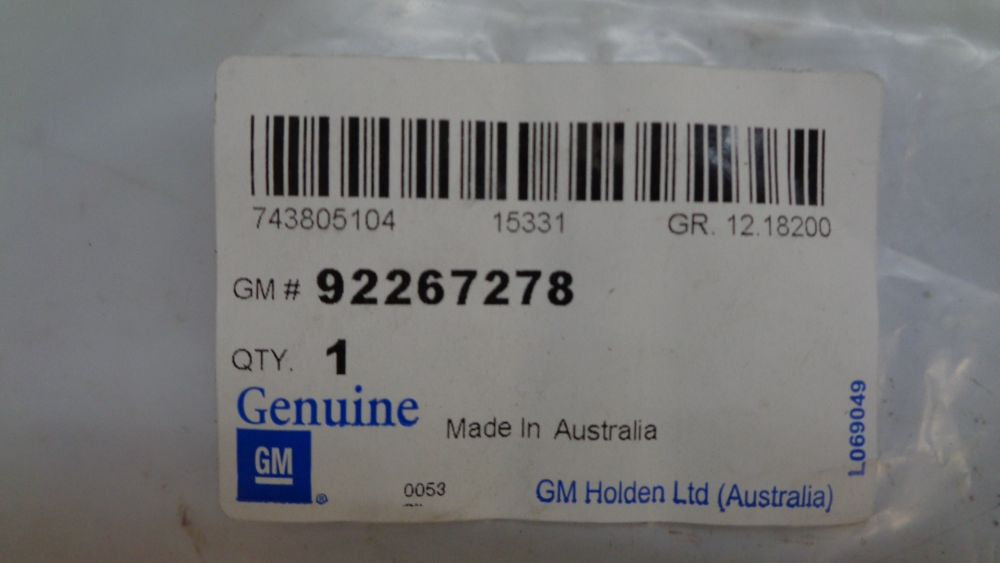 743805104 15331 GR. 12.18200
GM # 92267278
QTY. 1
Genuine
Made In Australia
GM
®
0053
GM Holden Ltd (Australia)
L069049